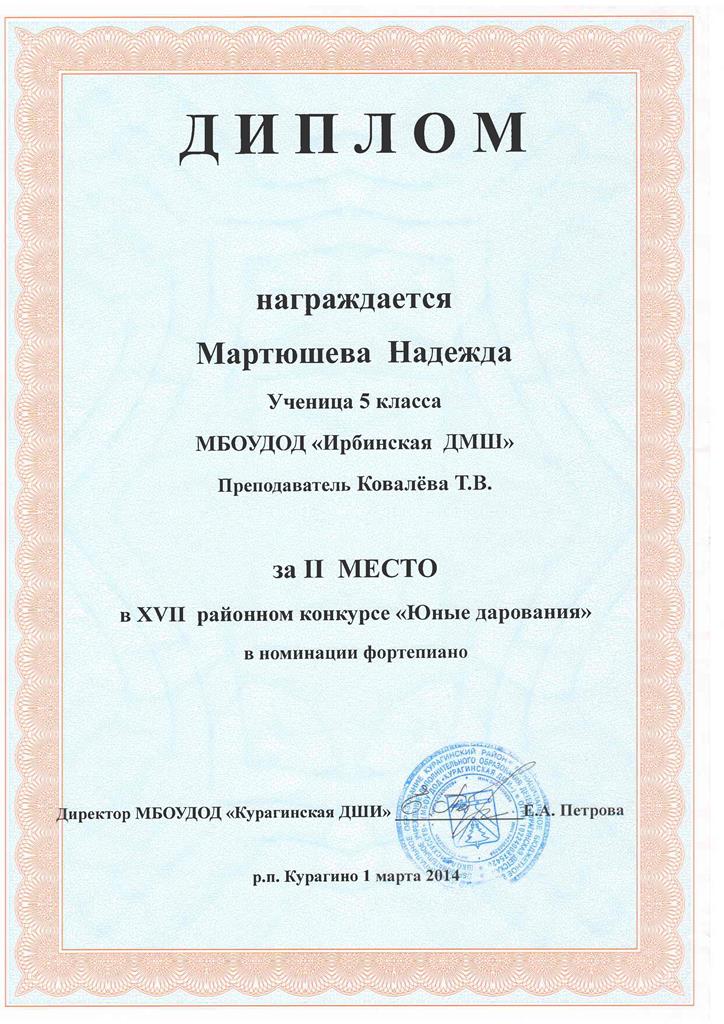 ДИПЛОМ
награждается
Мартюшева Надежда
Ученица 5 класса
МБОУДОД «Ирбинская ДМШ»
Преподаватель Ковалёва Т.В.
за II МЕСТО
в XVII районном конкурсе «Юные дарования»
в номинации фортепиано
Директор МБОУДОД «Курагинская ДШИ» Е.А. Петрова
р.п. Курагино 1 марта 2014